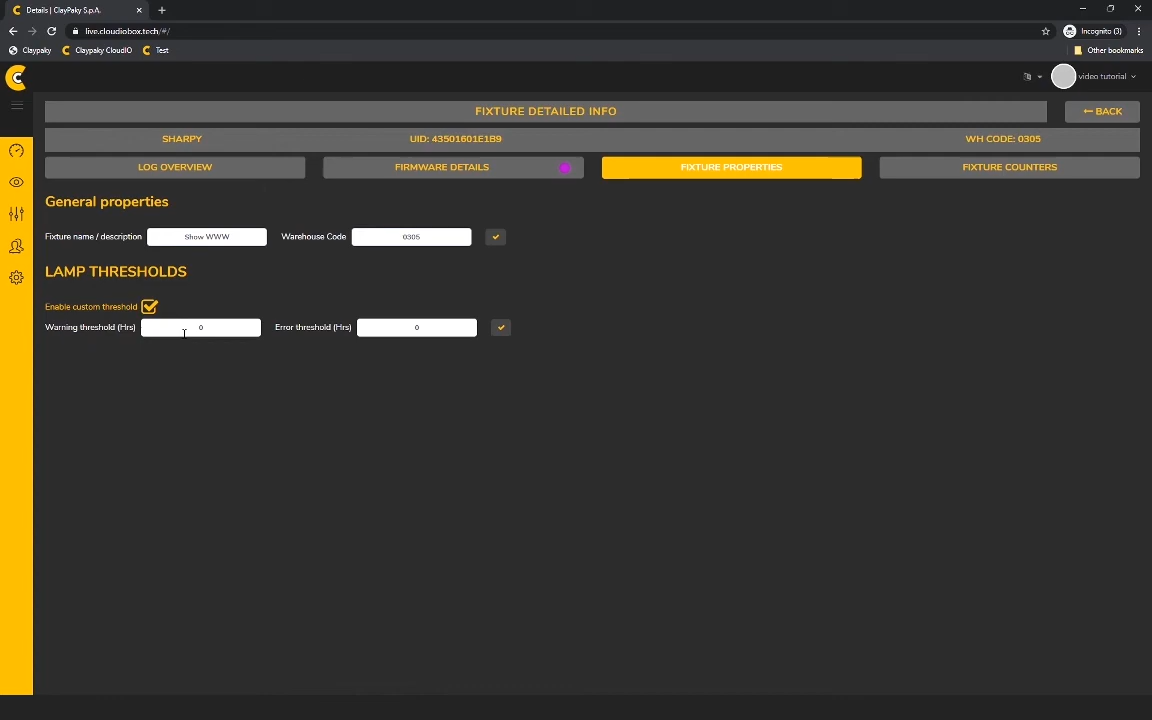 Details | ClayPaky S.p.A.
live.cloudiobox.tech/#/
Incognito (3)
Claypaky
Claypaky CloudIO
Test
Other bookmarks
video tutorial
FIXTURE DETAILED INFO
BACK
SHARPY
UID: 43501601E1B9
WH CODE: 0305
LOG OVERVIEW
FIRMWARE DETAILS
FIXTURE PROPERTIES
FIXTURE COUNTERS
General properties
Fixture name / description
Show WWW
Warehouse Code
0305
LAMP THRESHOLDS
Enable custom threshold
Warning threshold (Hrs)
0
Error threshold (Hrs)
0